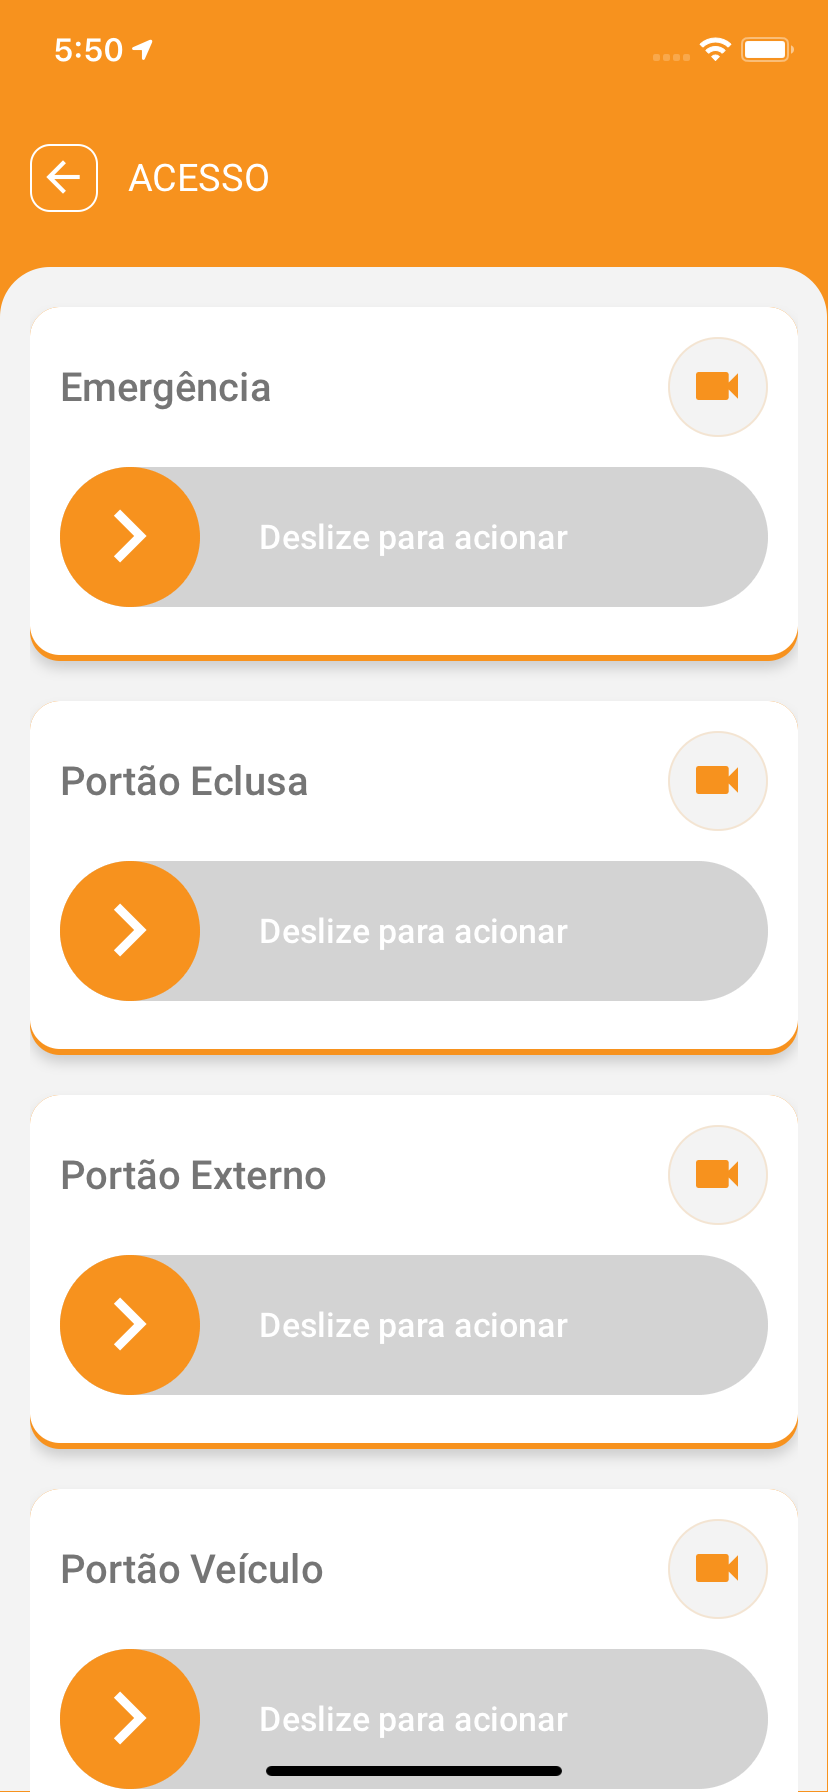 5:50
ACESSO
Emergência
Deslize para acionar
Portão Eclusa
Deslize para acionar
Portão Externo
Deslize para acionar
Portão Veículo
Deslize para acionar